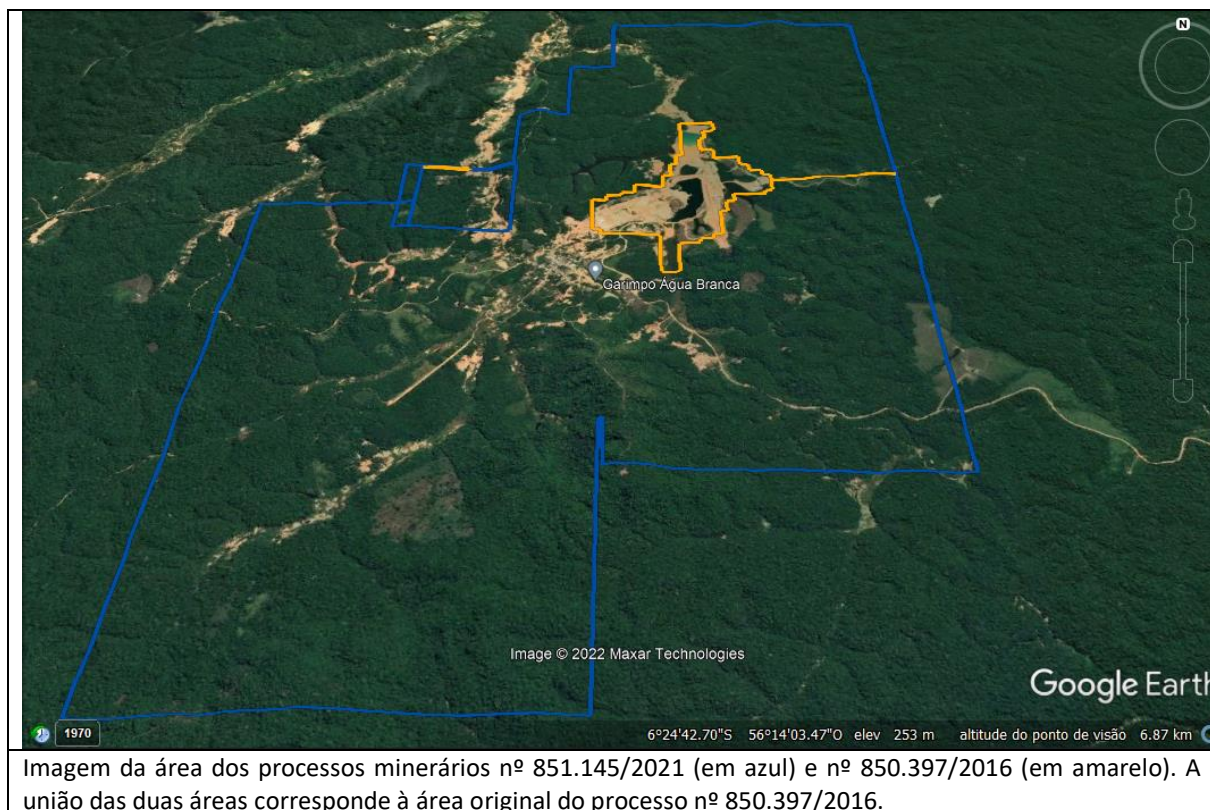 N
Garimpo Água Branca
Image © 2022 Maxar Technologies
Google Earth
1970
6°24'42.70"S 56°14'03.47"O elev 253 m altitude do ponto de visão 6.87 km
Imagem da área dos processos minerários nº 851.145/2021 (em azul) e nº 850.397/2016 (em amarelo). A
união das duas áreas corresponde à área original do processo nº 850.397/2016.